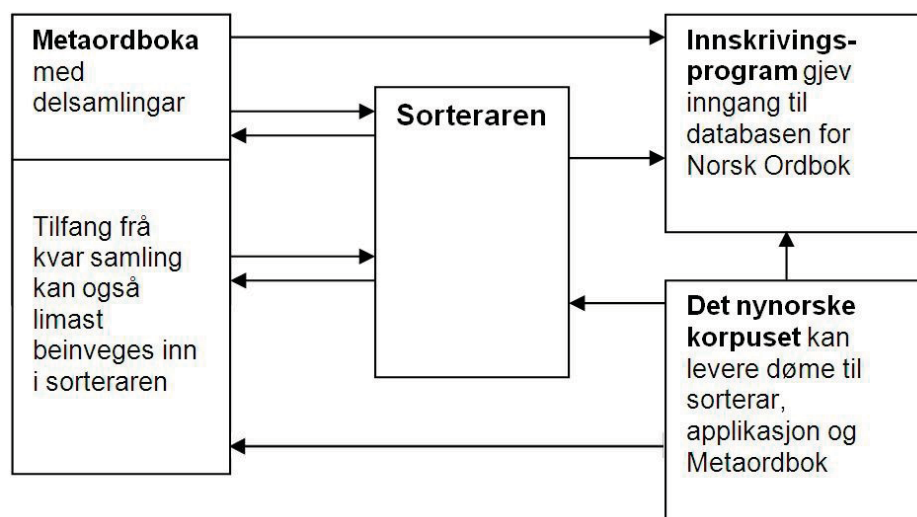 Metaordboka
med
delsamlingar
Tilfang frå
kvar samling
kan også
limast
beinveges inn
i sorteraren
Sorteraren
Innskrivings-
program gjev
inngang til
databasen for
Norsk Ordbok
Det nynorske
korpuset kan
levere døme til
sorterar,
applikasjon og
Metaordbok